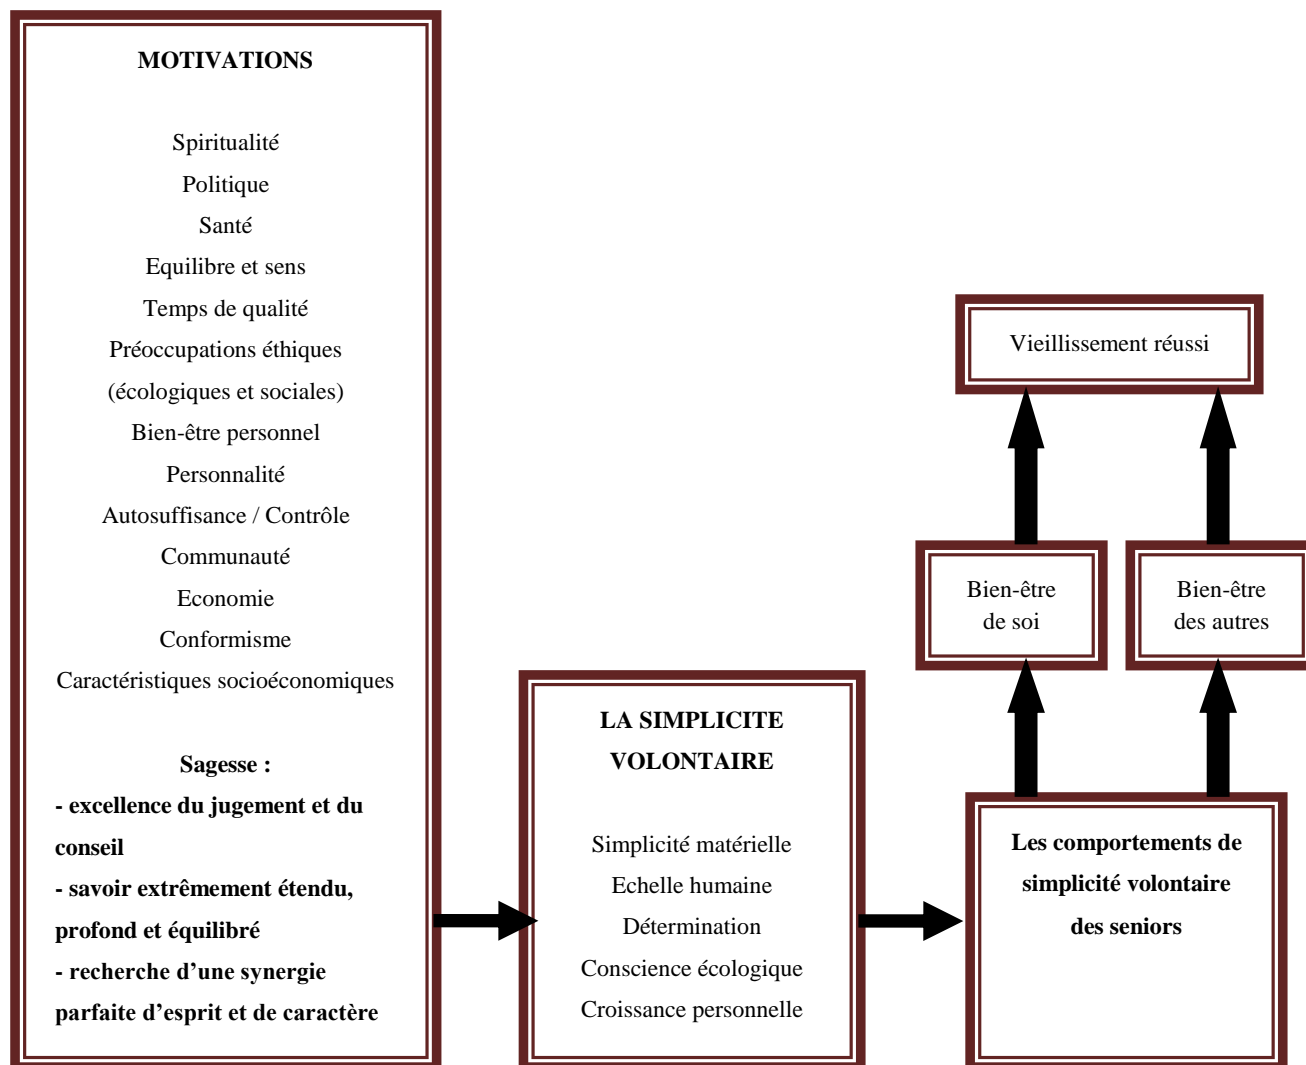 MOTIVATIONS
Spiritualité
Politique
Santé
Equilibre et sens
Temps de qualité
Préoccupations éthiques
(écologiques et sociales)
Bien-être personnel
Personnalité
Autosuffisance / Contrôle
Communauté
Economie
Conformisme
Caractéristiques socioéconomiques
Sagesse :
- excellence du jugement et du
conseil
- savoir extrêmement étendu,
profond et équilibré
- recherche d’une synergie
parfaite d’esprit et de caractère
LA SIMPLICITE
VOLONTAIRE
Simplicité matérielle
Echelle humaine
Détermination
Conscience écologique
Croissance personnelle
Les comportements de
simplicité volontaire
des seniors
Bien-être
de soi
Bien-être
des autres
Vieillissement réussi